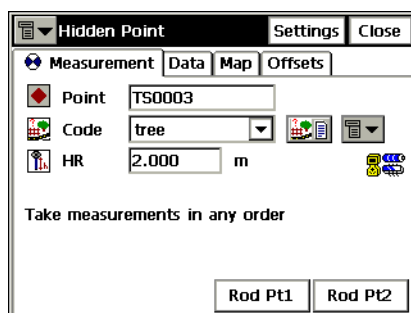 Hidden Point Settings Close
Measurement Data Map Offsets
Point TS0003
Code tree
HR 2.000 m
Take measurements in any order
Rod Pt1 Rod Pt2